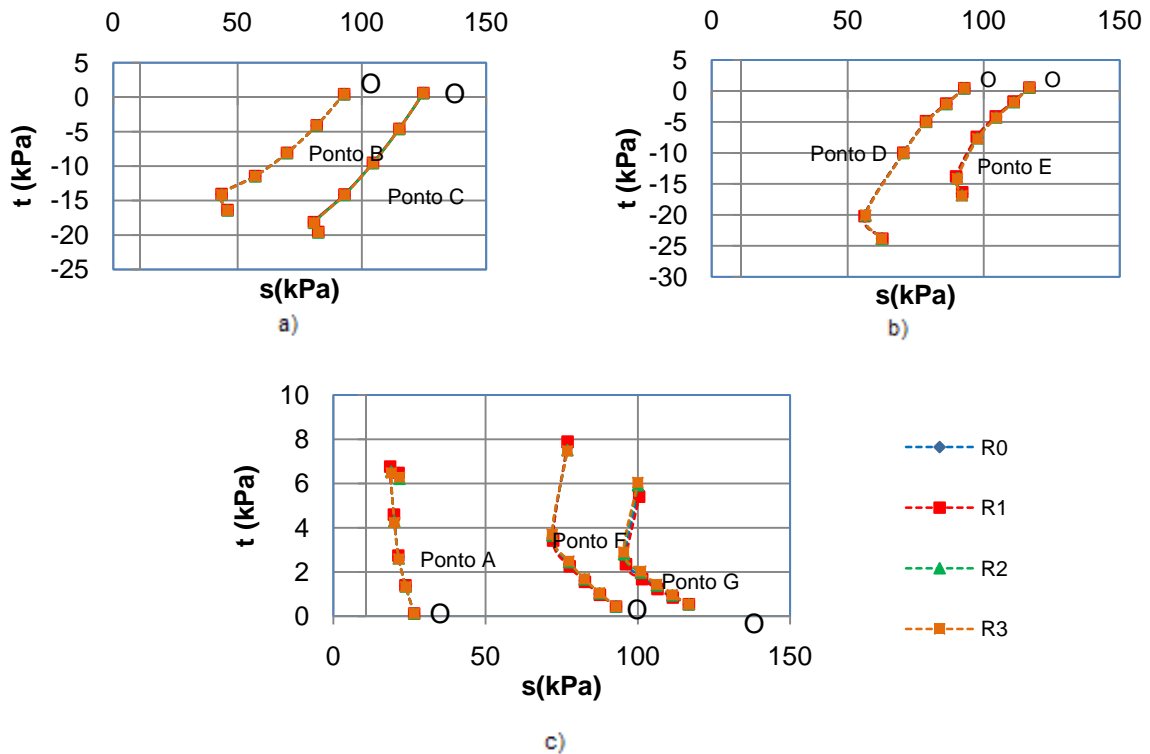 0 50 100 150
5
0
-5
-10
-15
-20
-25
t (kPa)
O
O
Ponto B
Ponto C
s(kPa)
a)
0 50 100 150
5
0
-5
-10
-15
-20
-25
-30
t (kPa)
O
O
Ponto D
Ponto E
s(kPa)
b)
10
8
6
4
2
0
t (kPa)
Ponto A
Ponto F
Ponto G
O
O
O
0 50 100 150
s(kPa)
c)
R0
R1
R2
R3